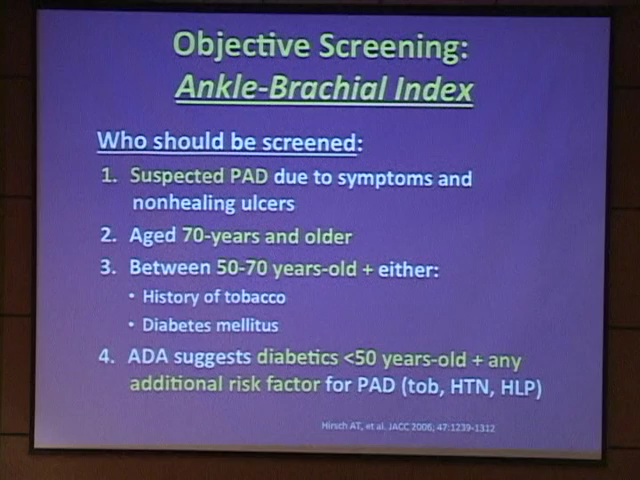 Objective Screening:
Ankle-Brachial Index
Who should be screened:
1. Suspected PAD due to symptoms and
nonhealing ulcers
2. Aged 70-years and older
3. Between 50-70 years-old + either:
• History of tobacco
• Diabetes mellitus
4. ADA suggests diabetics <50 years-old + any
additional risk factor for PAD (tob, HTN, HLP)
Hirsch AT, et al. JACC 2006; 47:1239-1312